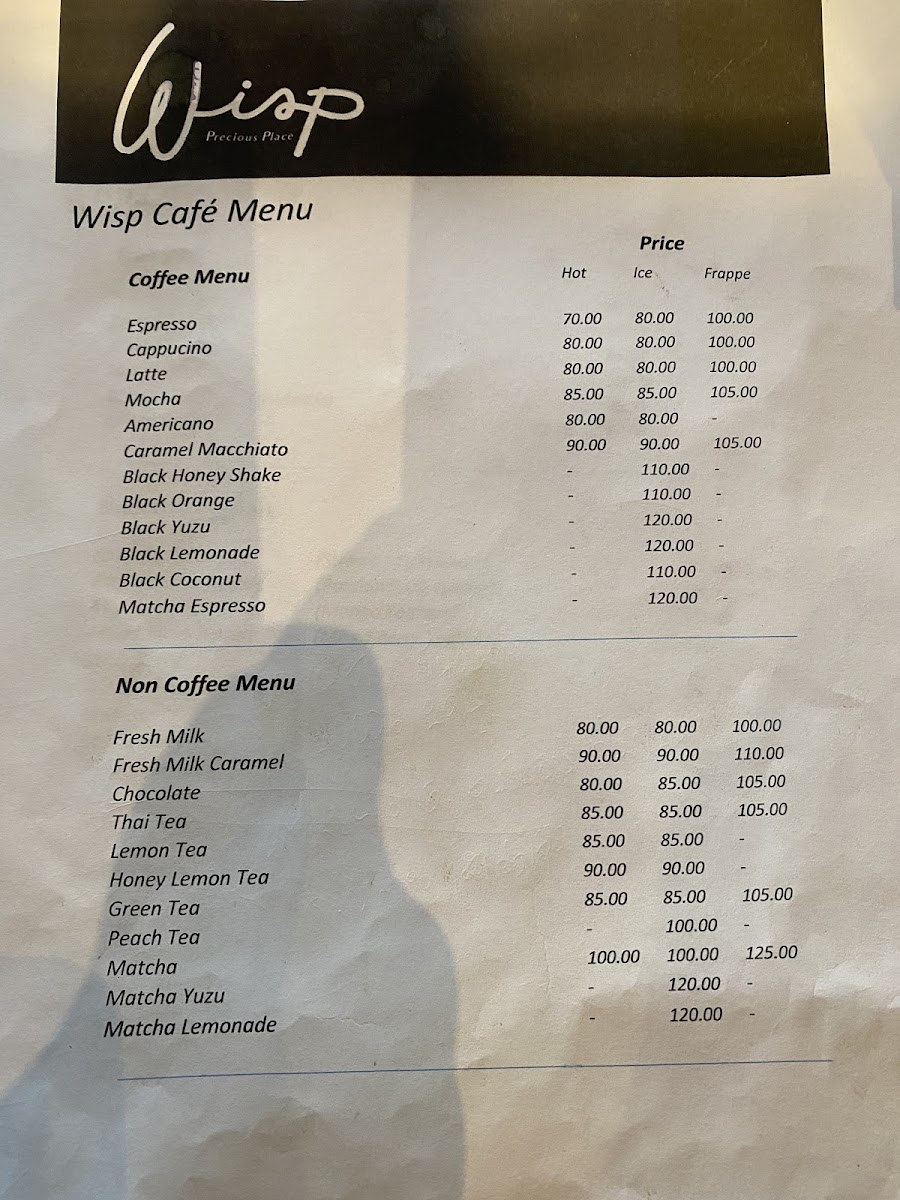 Wisp
Precious Place
Wisp Café Menu
Price
Coffee Menu Hot Ice Frappe
Espresso 70.00 80.00 100.00
Cappucino 80.00 80.00 100.00
Latte 80.00 80.00 100.00
Mocha 85.00 85.00 105.00
Americano 80.00 80.00 -
Caramel Macchiato 90.00 90.00 105.00
Black Honey Shake - 110.00 -
Black Orange - 110.00 -
Black Yuzu - 120.00 -
Black Lemonade - 120.00 -
Black Coconut - 110.00 -
Matcha Espresso - 120.00 -
Non Coffee Menu
Fresh Milk 80.00 80.00 100.00
Fresh Milk Caramel 90.00 90.00 110.00
Chocolate 80.00 85.00 105.00
Thai Tea 85.00 85.00 105.00
Lemon Tea 85.00 85.00 -
Honey Lemon Tea 90.00 90.00 -
Green Tea 85.00 85.00 105.00
Peach Tea - 100.00 -
Matcha 100.00 100.00 125.00
Matcha Yuzu - 120.00 -
Matcha Lemonade - 120.00 -